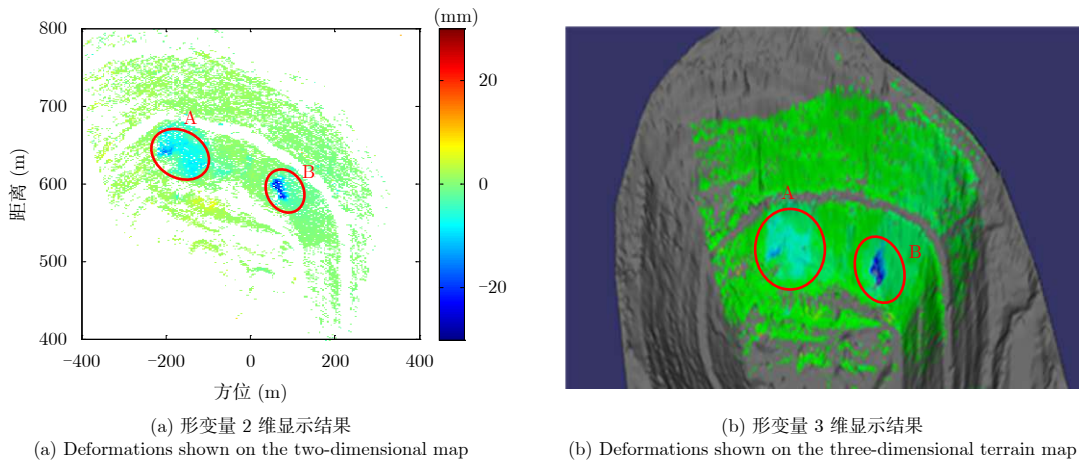 (mm)
800
700
600
500
400
距离 (m)
A
B
20
0
−20
−400
−200
0
200
400
方位 (m)
A
B
(a) 形变量 2 维显示结果
(a) Deformations shown on the two-dimensional map
(b) 形变量 3 维显示结果
(b) Deformations shown on the three-dimensional terrain map